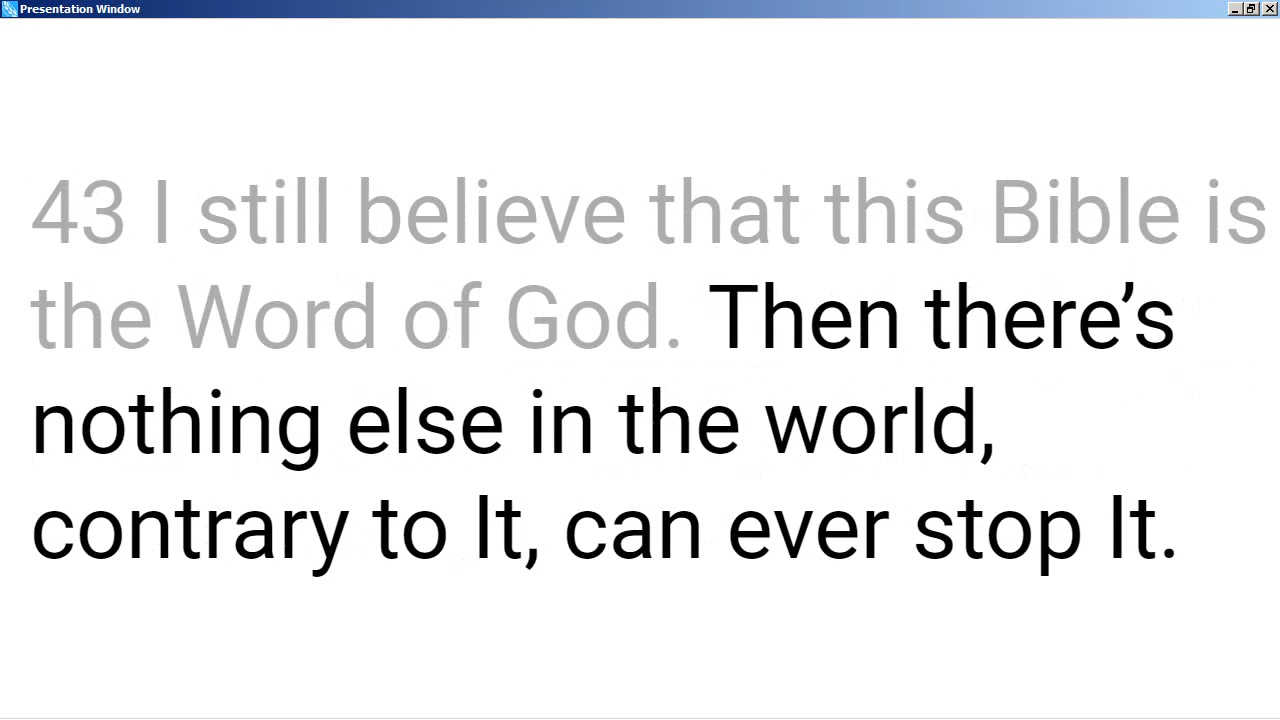 Presentation Window
43 I still believe that this Bible is
the Word of God. Then there’s
nothing else in the world,
contrary to It, can ever stop It.